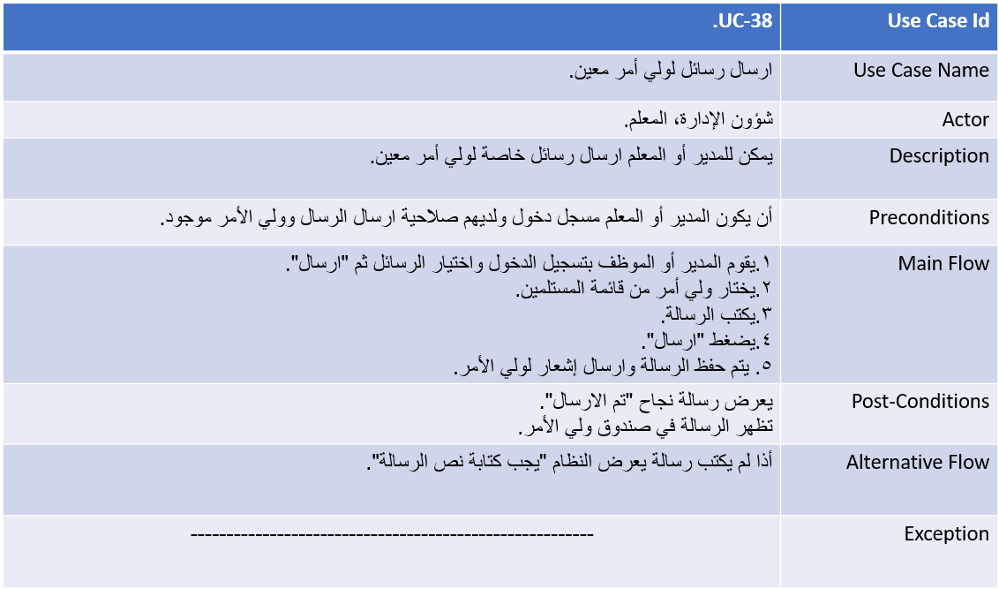 Use Case Id
UC-38.
Use Case Name
ارسال رسائل لولي أمر معين.
Actor
شؤون الإدارة، المعلم.
Description
يمكن للمدير أو المعلم ارسال رسائل خاصة لولي أمر معين.
Preconditions
أن يكون المدير أو المعلم مسجل دخول ولديهم صلاحية ارسال الرسال وولي الأمر موجود.
Main Flow
١.يقوم المدير أو الموظف بتسجيل الدخول واختيار الرسائل ثم "ارسال".
٢.يختار ولي أمر من قائمة المستلمين.
٣.يكتب الرسالة.
٤.يضغط "ارسال".
٥. يتم حفظ الرسالة وارسال إشعار لولي الأمر.
Post-Conditions
يعرض رسالة نجاح "تم الارسال".
تظهر الرسالة في صندوق ولي الأمر.
Alternative Flow
أذا لم يكتب رسالة يعرض النظام "يجب كتابة نص الرسالة".
Exception
--------------------------------------------------------